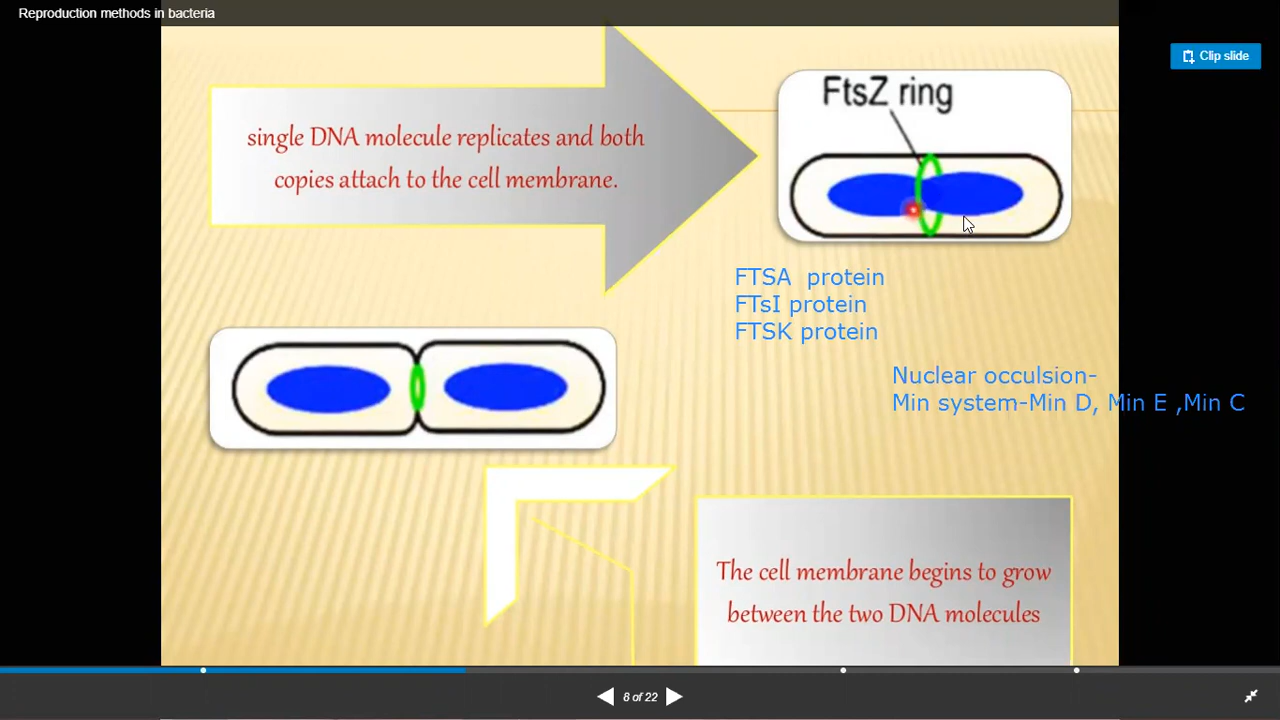 Reproduction methods in bacteria
Clip slide
single DNA molecule replicates and both
copies attach to the cell membrane.
FtsZ ring
FTSA  protein
FTsI protein
FTSK protein
Nuclear occulsion-
Min system-Min D, Min E ,Min C
The cell membrane begins to grow
between the two DNA molecules
8 of 22